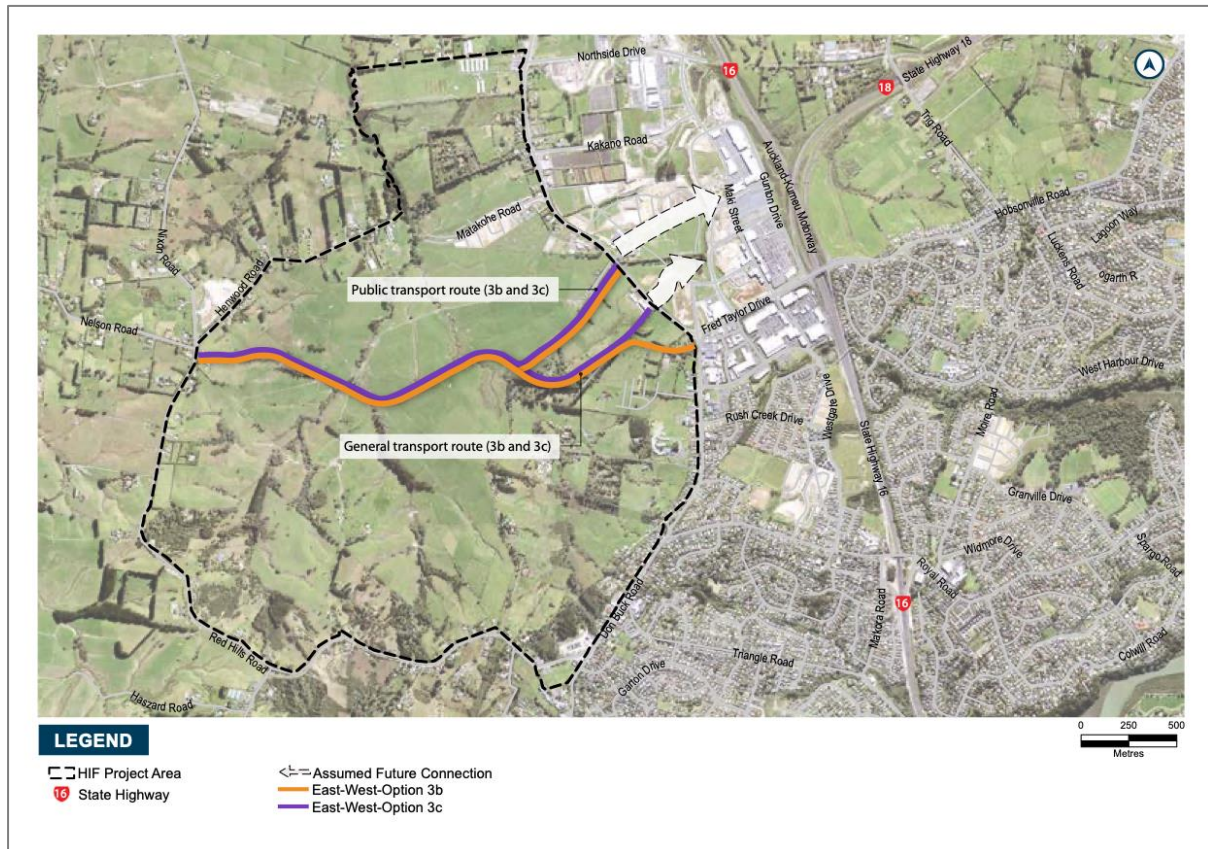 Northside Drive
16
State Highway 18
18
Trig Road
Kakano Road
Auckland-Kumeu Motorway
Gunton Drive
Maki Street
Hobsonville Road
Lagoon Way
Luckens Road
ogarth R
Matakohe Road
Nixon Road
Henwood Road
Public transport route (3b and 3c)
Nelson Road
Fred Taylor Drive
West Harbour Drive
Rush Creek Drive
Westgate Drive
Moire Road
General transport route (3b and 3c)
State Highway 16
Granville Drive
Widmore Drive
Spargo Road
Royal Road
16
Makora Road
Don Buck Road
Triangle Road
Colwill Road
Red Hills Road
Garton Drive
Haszard Road
0 250 500
Metres
LEGEND
HIF Project Area
16 State Highway
Assumed Future Connection
East-West-Option 3b
East-West-Option 3c